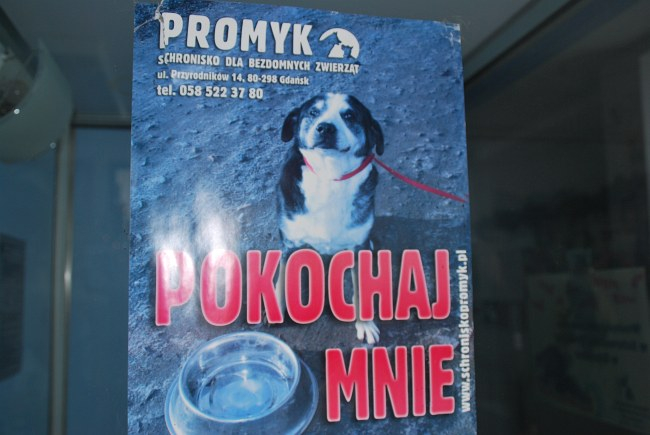 PROMYK
SCHRONISKO DLA BEZDOMNYCH ZWIERZĄT
ul. Przyrodników 14, 80-298 Gdańsk
tel. 058 522 37 80
POKOCHAJ
MNIE
www.schroniskopromyk.pl